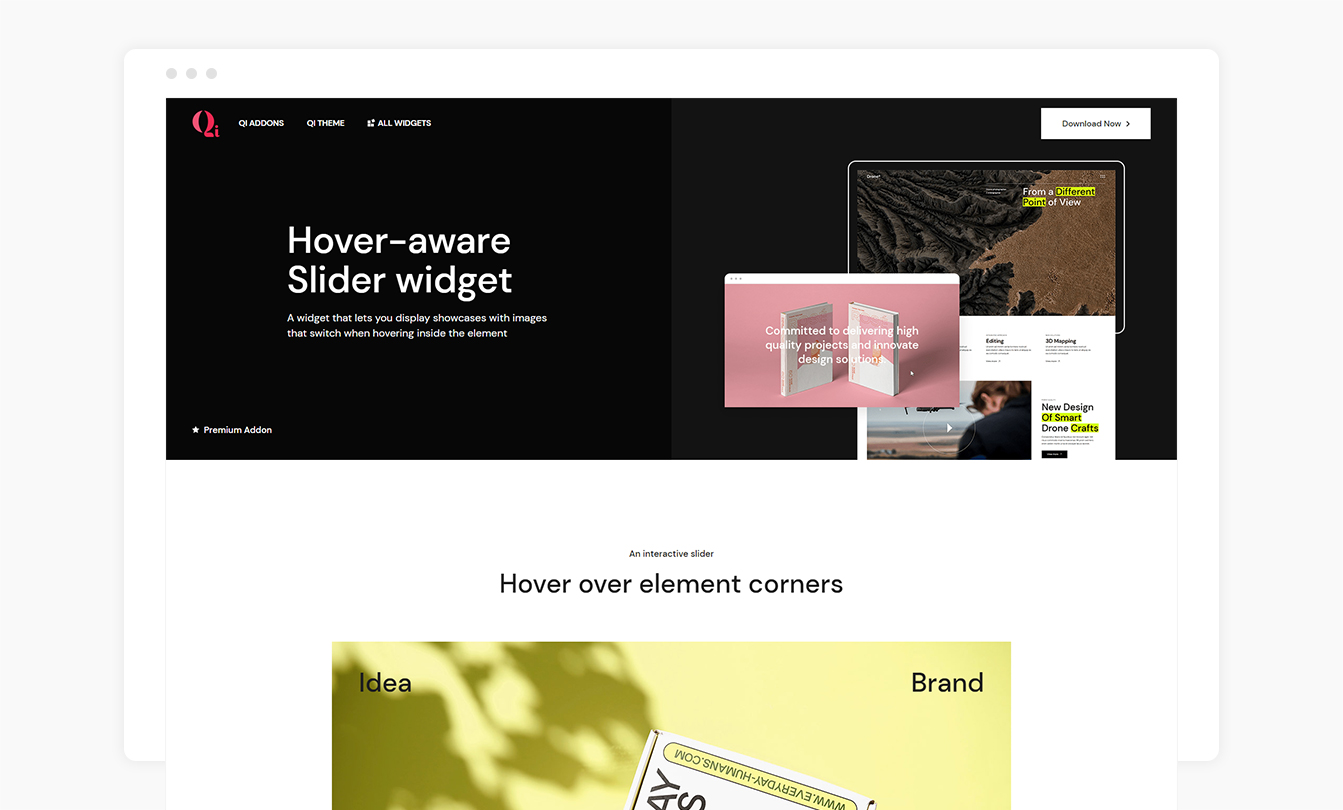 Qi
QI ADDONS
QI THEME
ALL WIDGETS
Download Now
Hover-aware
Slider widget
A widget that lets you display showcases with images
that switch when hovering inside the element
Premium Addon
From a Different
Point of View
Committed to delivering high
quality projects and innovate
design solutions.
Editing
3D Mapping
New Design
Of Smart
Drone Crafts
An interactive slider
Hover over element corners
Idea
Brand
WWW.EVERYDAY-HUMANS.COM